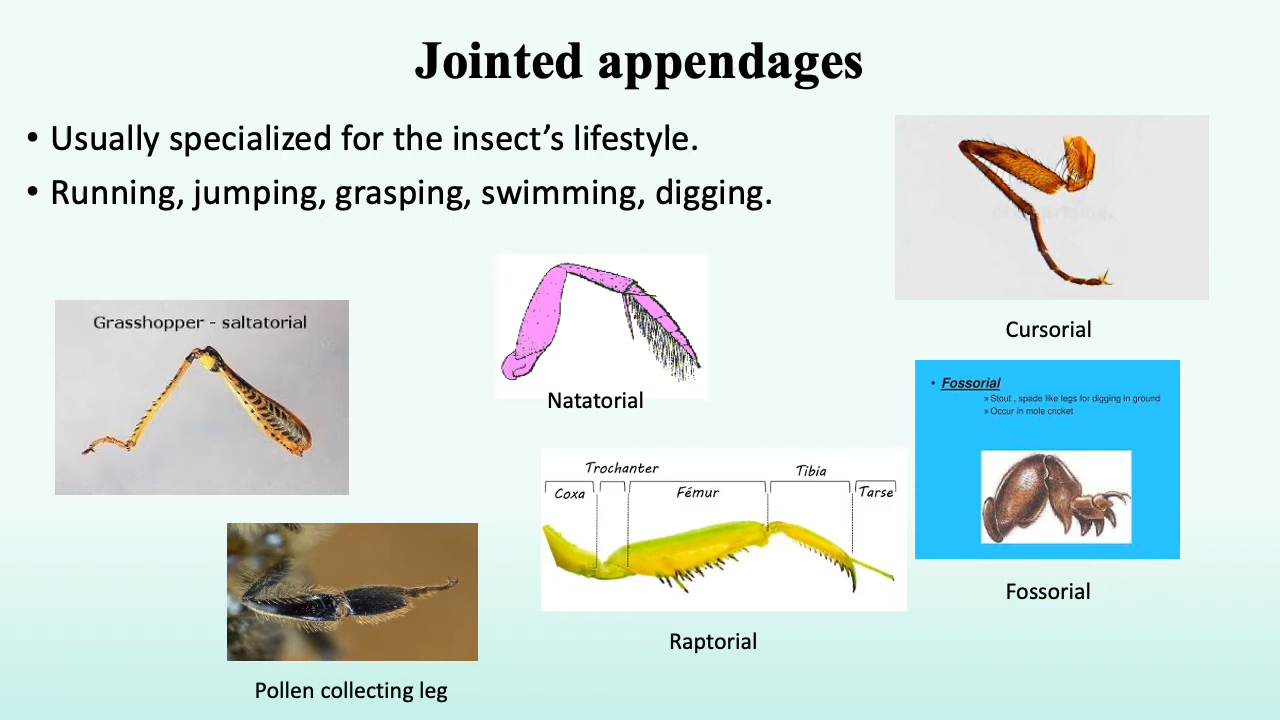 Jointed appendages
• Usually specialized for the insect’s lifestyle.
• Running, jumping, grasping, swimming, digging.
Grasshopper - saltatorial
Natatorial
Cursorial
• Fossorial
» Stout , spade like legs for digging in ground
» Occur in mole cricket
Fossorial
Trochanter
Tibia
Coxa
Fémur
Tarse
Raptorial
Pollen collecting leg